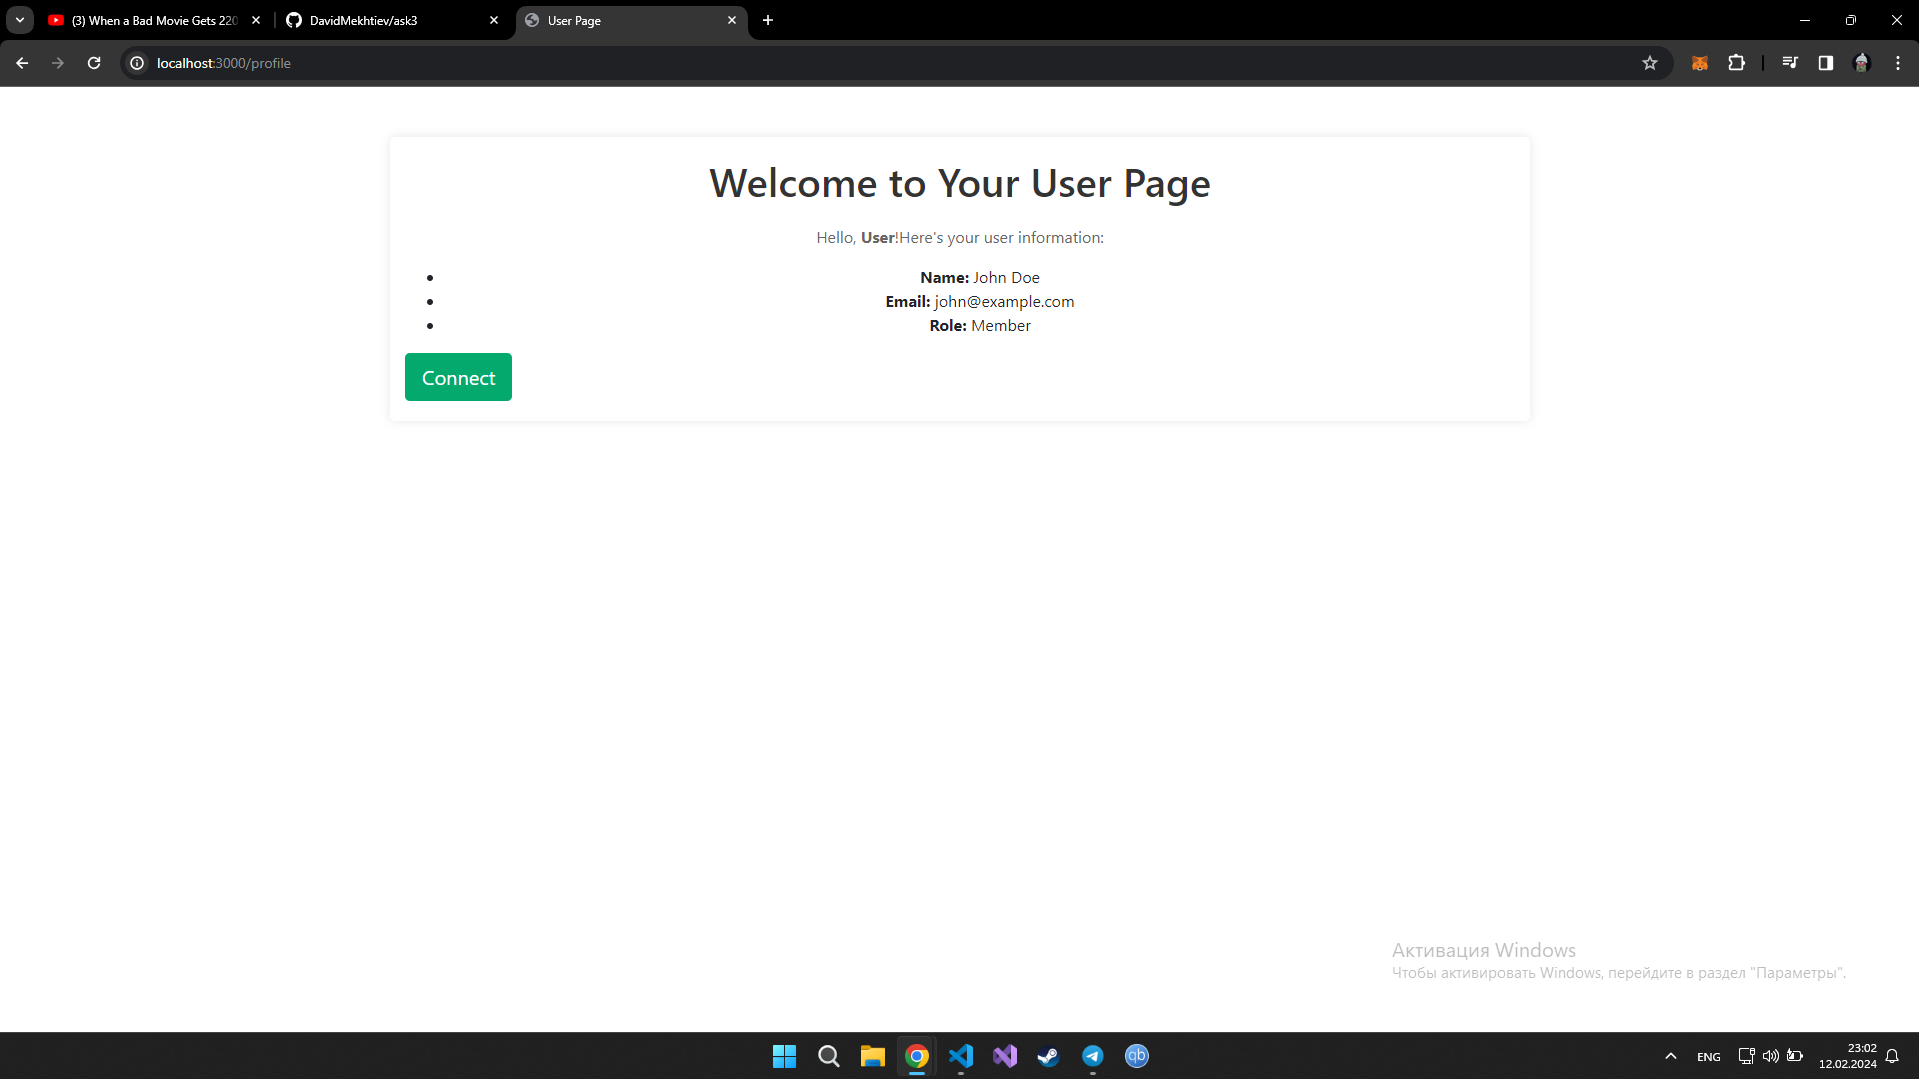 (3) When a Bad Movie Gets 220
DavidMekhtiev/ask3
User Page
localhost:3000/profile
Welcome to Your User Page
Hello, User!Here's your user information:
Name: John Doe
Email: john@example.com
Role: Member
Connect
Активация Windows
Чтобы активировать Windows, перейдите в раздел "Параметры".
qb
ENG
23:02
12.02.2024